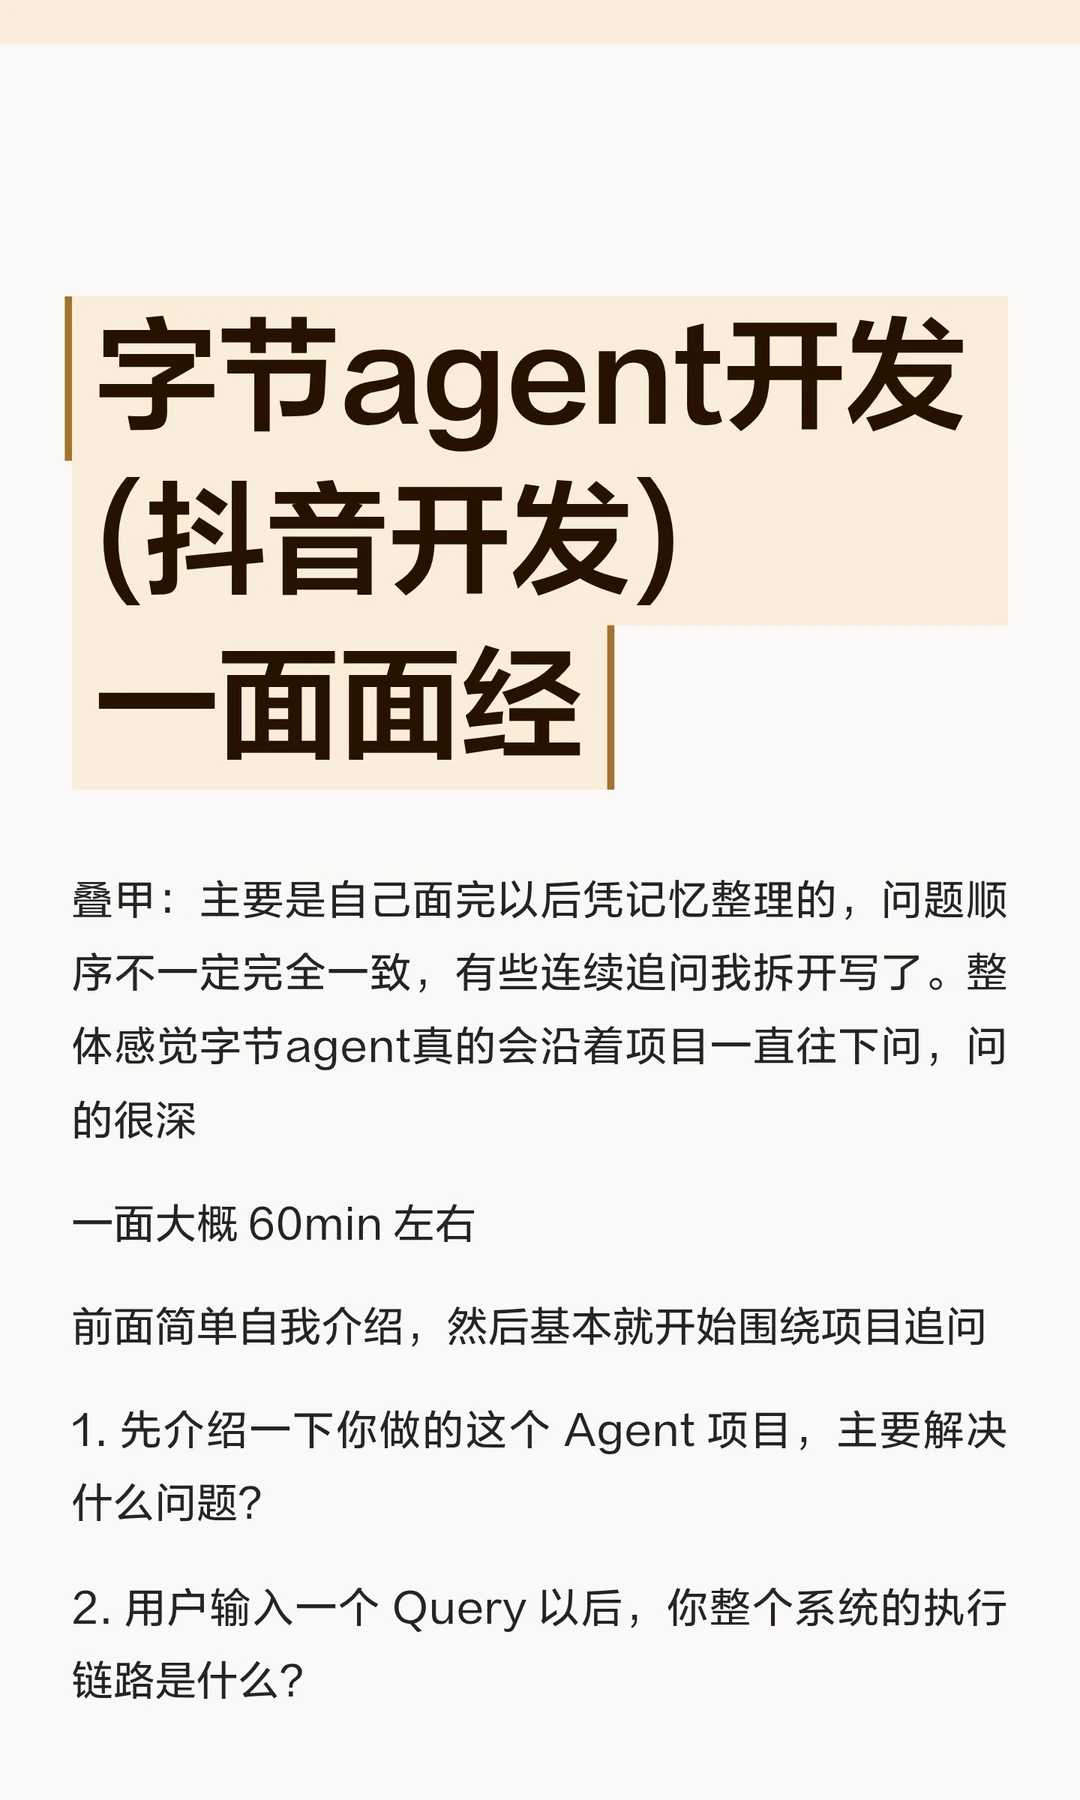 字节agent开发
(抖音开发)
一面面经
叠甲：主要是自己面完以后凭记忆整理的，问题顺
序不一定完全一致，有些连续追问我拆开写了。整
体感觉字节agent真的会沿着项目一直往下问，问
的很深
一面大概 60min 左右
前面简单自我介绍，然后基本就开始围绕项目追问
1. 先介绍一下你做的这个 Agent 项目，主要解决
什么问题？
2. 用户输入一个 Query 以后，你整个系统的执行
链路是什么？